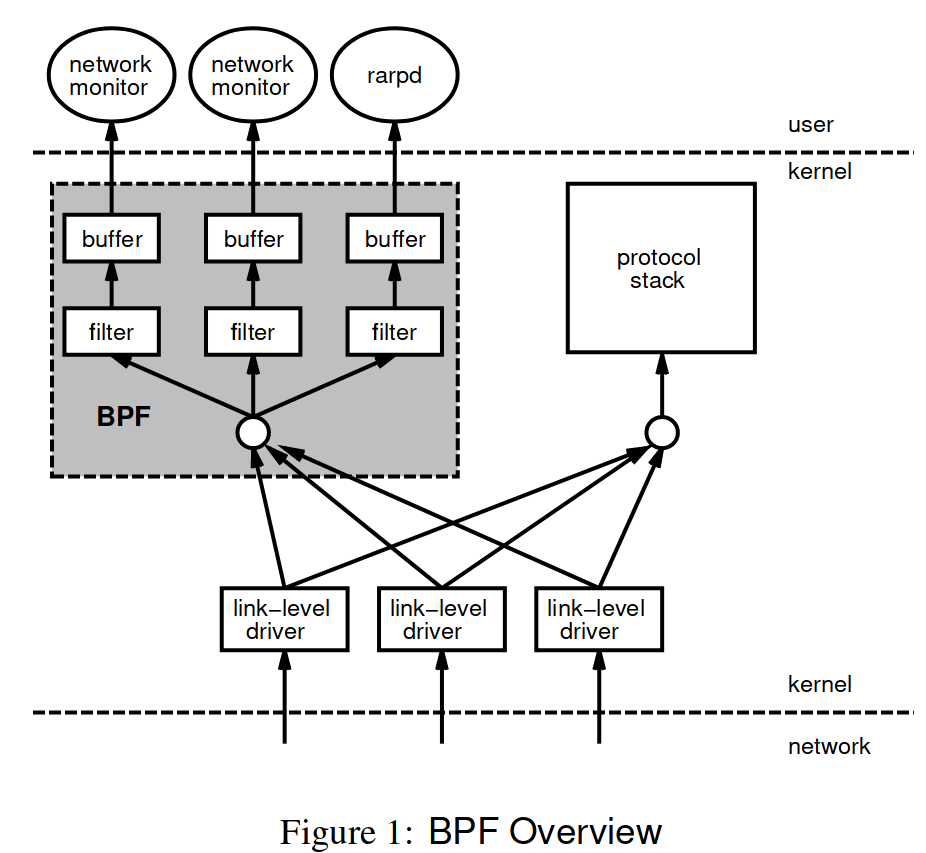 network
monitor
network
monitor
rarpd
user
kernel
buffer
buffer
buffer
protocol
stack
filter
filter
filter
BPF
link−level
driver
link−level
driver
link−level
driver
kernel
network
Figure 1: BPF Overview